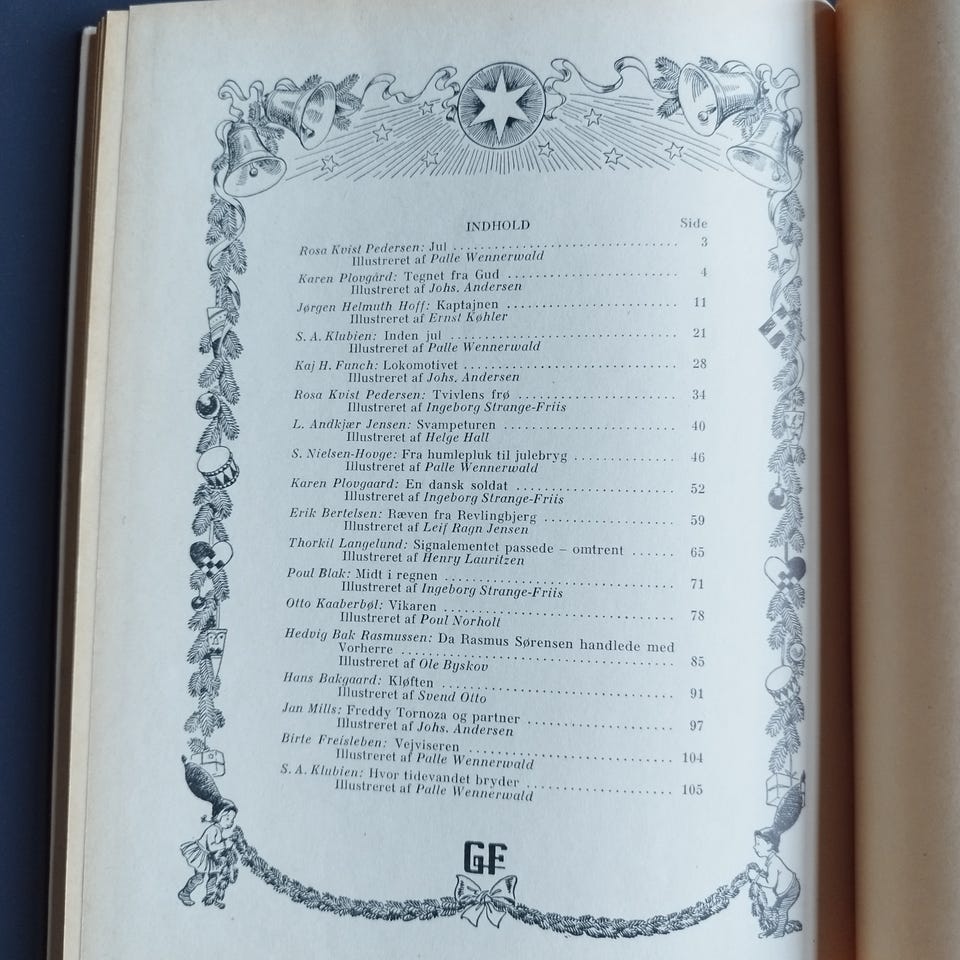 INDHOLD Side
Rosa Kvist Pedersen: Jul ........................................ 3
Illustreret af Palle Wennerwald
Karen Plovgård: Tegnet fra Gud .............................. 4
Illustreret af Johs. Andersen
Jørgen Helmuth Hoff: Kaptajnen .............................. 11
Illustreret af Ernst Køhler
S. A. Klubien: Inden jul ........................................ 21
Illustreret af Palle Wennerwald
Kaj H. Funch: Lokomotivet ..................................... 28
Illustreret af Johs. Andersen
Rosa Kvist Pedersen: Tvivlens frø ........................... 34
Illustreret af Ingeborg Strange-Friis
L. Andkjær Jensen: Svampeturen ............................ 40
Illustreret af Helge Hall
S. Nielsen-Hovge: Fra humlepluk til julebryg .............. 46
Illustreret af Palle Wennerwald
Karen Plovgaard: En dansk soldat ........................... 52
Illustreret af Ingeborg Strange-Friis
Erik Bertelsen: Ræven fra Revlingbjerg .................... 59
Illustreret af Leif Ragn Jensen
Thorkil Langelund: Signalementet passede – omtrent ...... 65
Illustreret af Henry Lauritzen
Poul Blak: Midt i regnen ........................................ 71
Illustreret af Ingeborg Strange-Friis
Otto Kaaberbøl: Vikaren ........................................ 78
Illustreret af Poul Norholt
Hedvig Bak Rasmussen: Da Rasmus Sørensen handlede med
Vorherre ........................................ 85
Illustreret af Ole Byskov
Hans Bakgaard: Kløften ........................................ 91
Illustreret af Svend Otto
Jan Mills: Freddy Tornoza og partner ........................ 97
Illustreret af Johs. Andersen
Birte Freisleben: Vejviseren ................................... 104
Illustreret af Palle Wennerwald
S. A. Klubien: Hvor tidevandet bryder ........................ 105
Illustreret af Palle Wennerwald
GF